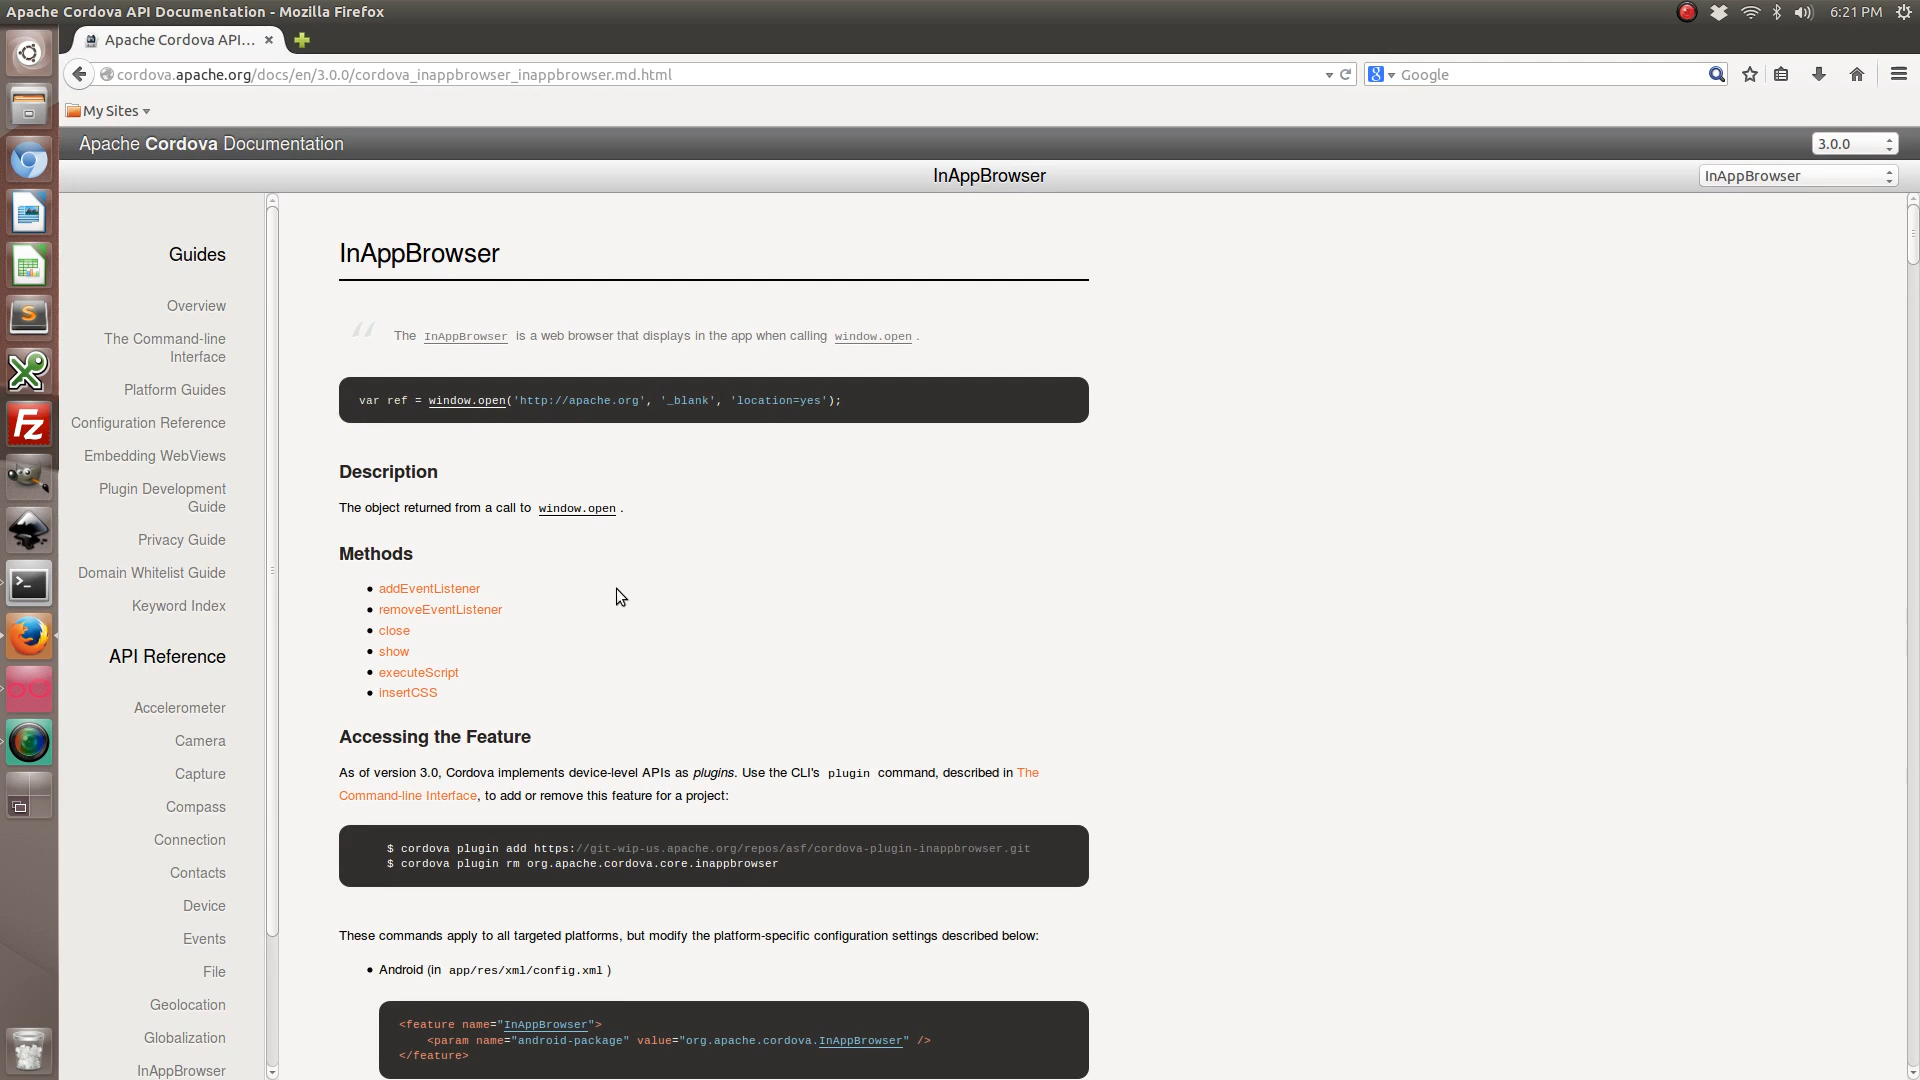 Apache Cordova API Documentation - Mozilla Firefox
6:21 PM
Apache Cordova API...
cordova.apache.org/docs/en/3.0.0/cordova_inappbrowser_inappbrowser.md.html
Google
My Sites
Apache Cordova Documentation
3.0.0
InAppBrowser
InAppBrowser
Guides
Overview
The Command-line
Interface
Platform Guides
Configuration Reference
Embedding WebViews
Plugin Development
Guide
Privacy Guide
Domain Whitelist Guide
Keyword Index
API Reference
Accelerometer
Camera
Capture
Compass
Connection
Contacts
Device
Events
File
Geolocation
Globalization
InAppBrowser
InAppBrowser
“ The InAppBrowser is a web browser that displays in the app when calling window.open .
var ref = window.open('http://apache.org', '_blank', 'location=yes');
Description
The object returned from a call to window.open .
Methods
• addEventListener
• removeEventListener
• close
• show
• executeScript
• insertCSS
Accessing the Feature
As of version 3.0, Cordova implements device-level APIs as plugins. Use the CLI's plugin command, described in The
Command-line Interface, to add or remove this feature for a project:
$ cordova plugin add https://git-wip-us.apache.org/repos/asf/cordova-plugin-inappbrowser.git
$ cordova plugin rm org.apache.cordova.core.inappbrowser
These commands apply to all targeted platforms, but modify the platform-specific configuration settings described below:
• Android (in app/res/xml/config.xml )
<feature name="InAppBrowser">
<param name="android-package" value="org.apache.cordova.InAppBrowser" />
</feature>